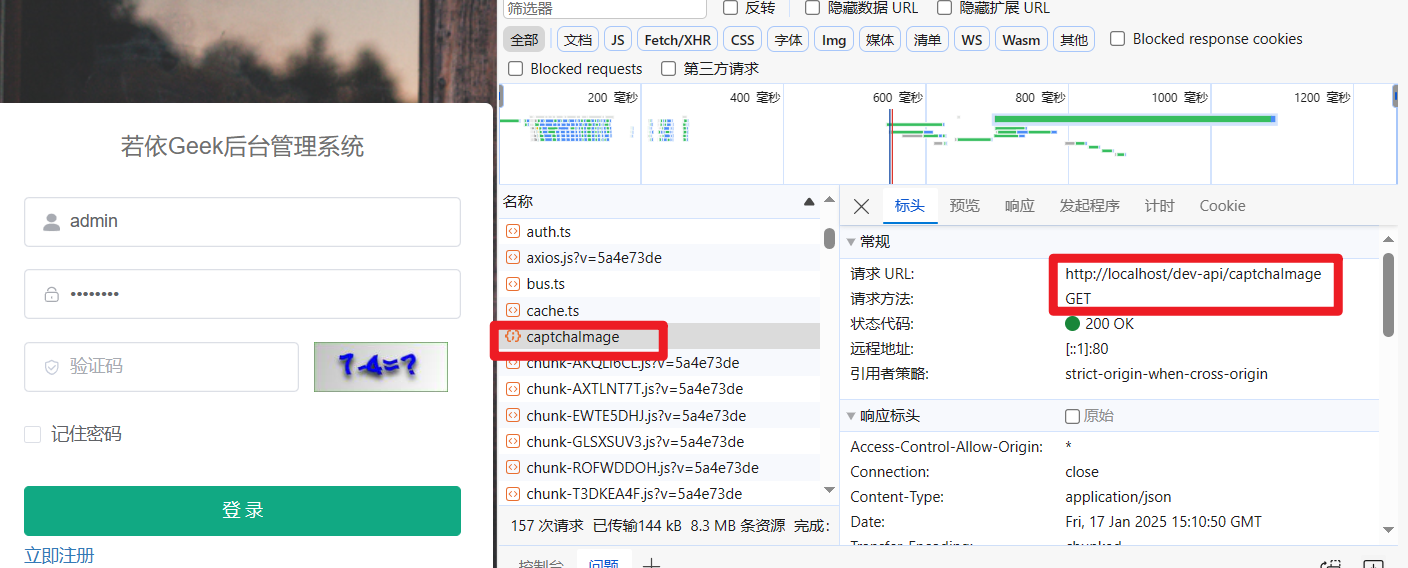 筛选器
反转
隐藏数据 URL
隐藏扩展 URL
全部
文档
JS
Fetch/XHR
CSS
字体
Img
媒体
清单
WS
Wasm
其他
Blocked response cookies
Blocked requests
第三方请求
200 毫秒
400 毫秒
600 毫秒
800 毫秒
1000 毫秒
1200 毫秒
若依Geek后台管理系统
admin
••••••••
验证码
7-4=?
记住密码
登 录
立即注册
名称
auth.ts
axios.js?v=5a4e73de
bus.ts
cache.ts
captchaImage
chunk-AKQLI6CL.js?v=5a4e73de
chunk-AXTLNT7T.js?v=5a4e73de
chunk-EWTE5DHJ.js?v=5a4e73de
chunk-GLSXSUV3.js?v=5a4e73de
chunk-ROFWDDOH.js?v=5a4e73de
chunk-T3DKEA4F.js?v=5a4e73de
157 次请求 已传输144 kB 8.3 MB 条资源 完成:
标头
预览
响应
发起程序
计时
Cookie
常规
请求 URL: http://localhost/dev-api/captchaImage
请求方法: GET
状态代码: 200 OK
远程地址: [::1]:80
引用者策略: strict-origin-when-cross-origin
响应标头
原始
Access-Control-Allow-Origin: *
Connection: close
Content-Type: application/json
Date: Fri, 17 Jan 2025 15:10:50 GMT
Transfer-Encoding: chunked
控制台
问题